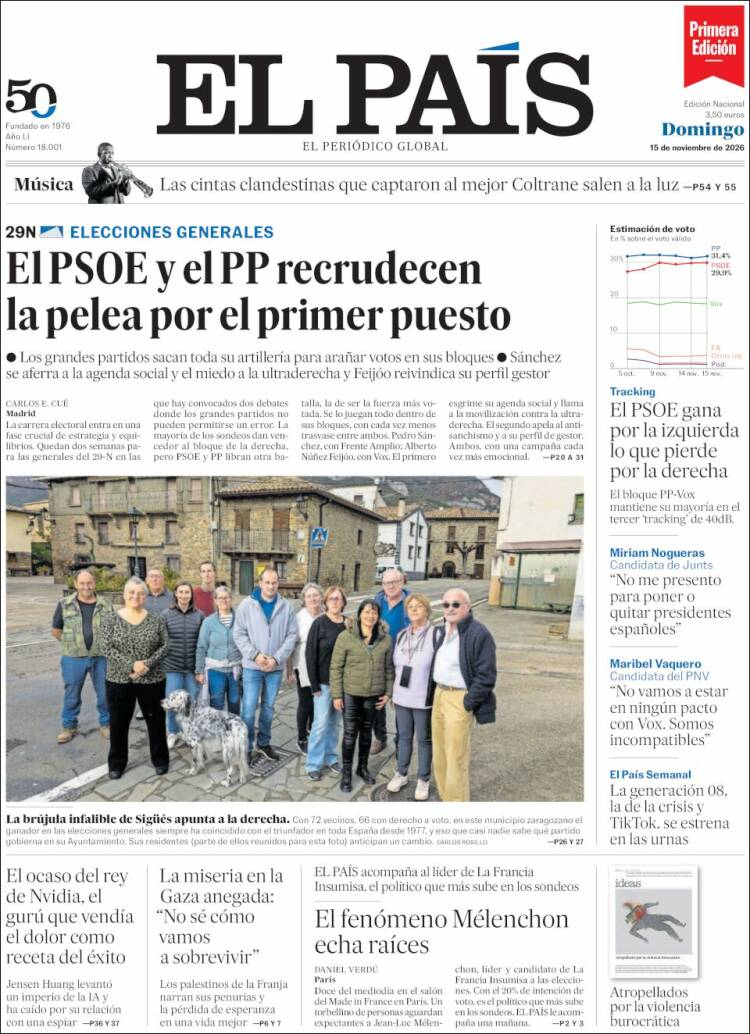 Primera
Edición
50
Fundado en 1976
Año LI
Número 18.001
EL PAÍS
EL PERIÓDICO GLOBAL
Edición Nacional
3,50 euros
Domingo
15 de noviembre de 2026
Música
Las cintas clandestinas que captaron al mejor Coltrane salen a la luz —P54 Y 55
29N ELECCIONES GENERALES
El PSOE y el PP recrudecen
la pelea por el primer puesto
● Los grandes partidos sacan toda su artillería para arañar votos en sus bloques ● Sánchez
se aferra a la agenda social y el miedo a la ultraderecha y Feijóo reivindica su perfil gestor
CARLOS E. CUÉ
Madrid
La carrera electoral entra en una
fase crucial de estrategia y equi-
librios. Quedan dos semanas pa-
ra las generales del 29-N en las
que hay convocados dos debates
donde los grandes partidos no
pueden permitirse un error. La
mayoría de los sondeos dan ven-
cedor al bloque de la derecha,
pero PSOE y PP libran otra ba-
talla, la de ser la fuerza más vo-
tada. Se lo juegan todo dentro de
sus bloques, con cada vez menos
trasvase entre ambos. Pedro Sán-
chez, con Frente Amplio; Alberto
Núñez Feijóo, con Vox. El primero
esgrime su agenda social y llama
a la movilización contra la ultra-
derecha. El segundo apela al anti-
sanchismo y a su perfil de gestor.
Ambos, con una campaña cada
vez más emocional. —P20 A 31
La brújula infalible de Sigüés apunta a la derecha. Con 72 vecinos, 66 con derecho a voto, en este municipio zaragozano el
ganador en las elecciones generales siempre ha coincidido con el triunfador en toda España desde 1977, y eso que casi nadie sabe qué partido
gobierna en su Ayuntamiento. Sus residentes (parte de ellos reunidos para esta foto) anticipan un cambio. CARLOS ROSILLO —P26 Y 27
Estimación de voto
En % sobre el voto válido
PP
31,4%
PSOE
29,9%
30%
20
Vox
10
FA
Otras izq.
Pod.
0
5 oct.
9 nov.
14 nov.
15 nov.
Tracking
El PSOE gana
por la izquierda
lo que pierde
por la derecha
El bloque PP-Vox
mantiene su mayoría en el
tercer 'tracking' de 40dB.
Miriam Nogueras
Candidata de Junts
“No me presento
para poner o
quitar presidentes
españoles”
Maribel Vaquero
Candidata del PNV
“No vamos a estar
en ningún pacto
con Vox. Somos
incompatibles”
El País Semanal
La generación 08,
la de la crisis y
TikTok, se estrena
en las urnas
El ocaso del rey
de Nvidia, el
gurú que vendía
el dolor como
receta del éxito
Jensen Huang levantó
un imperio de la IA y
ha caído por su relación
con una espiar —P36 Y 37
La miseria en la
Gaza anegada:
“No sé cómo
vamos
a sobrevivir”
Los palestinos de la Franja
narran sus penurias y
la pérdida de esperanza
en una vida mejor —P6 Y 7
EL PAÍS acompaña al líder de La Francia
Insumisa, el político que más sube en los sondeos
El fenómeno Mélenchon
echa raíces
DANIEL VERDÚ
París
Doce del mediodía en el salón
del Made in France en París. Un
torbellino de personas aguardan
expectantes a Jean-Luc Mélen-
chon, líder y candidato de La
Francia Insumisa a las eleccio-
nes. Con el 20% de intención de
voto, es el político que más sube
en los sondeos. EL PAÍS le acom-
paña una mañana. —P2 Y 3
ideas
Atropellados
por la violencia
burocrática